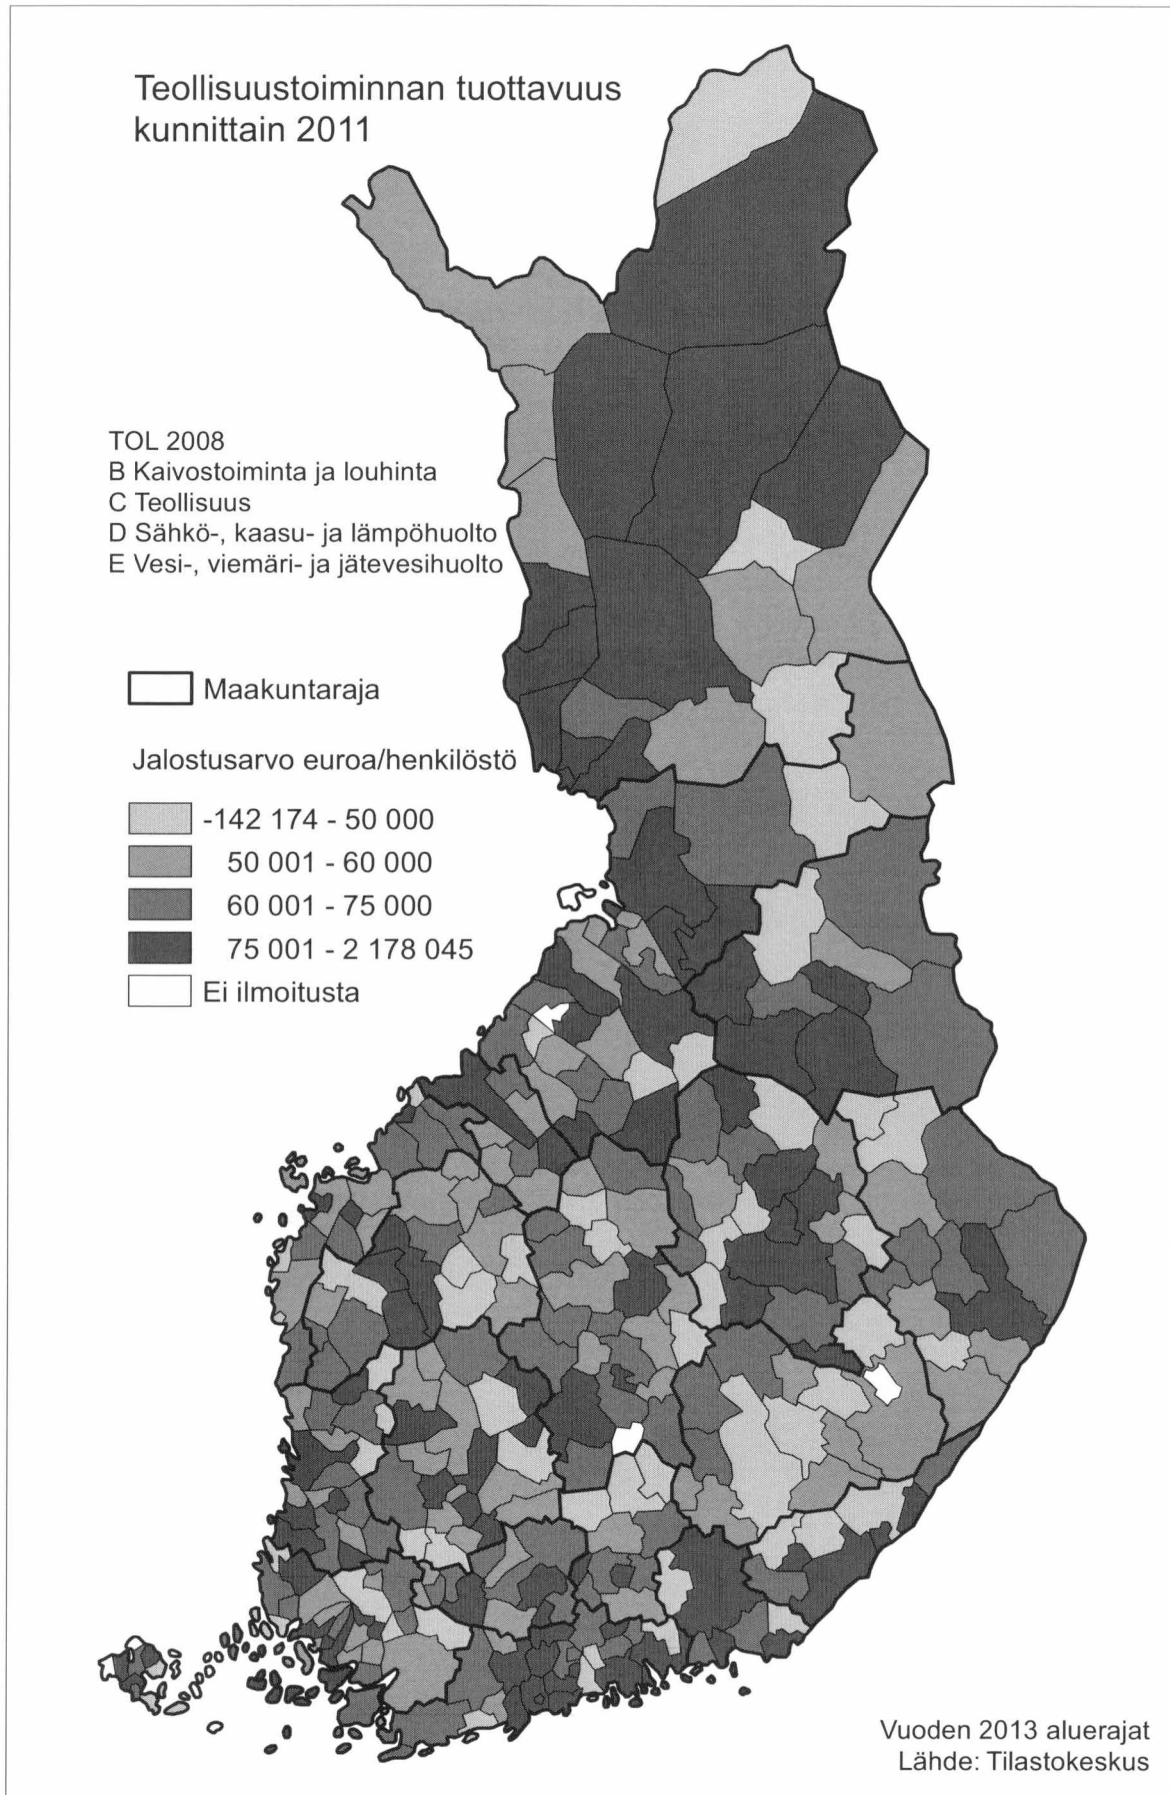 Teollisuustoiminnan tuottavuus
kunnittain 2011
TOL 2008
B Kaivostoiminta ja louhinta
C Teollisuus
D Sähkö-, kaasu- ja lämpöhuolto
E Vesi-, viemäri- ja jätevesihuolto
Maakuntaraja
Jalostusarvo euroa/henkilöstö
-142 174 - 50 000
50 001 - 60 000
60 001 - 75 000
75 001 - 2 178 045
Ei ilmoitusta
Vuoden 2013 aluerajat
Lähde: Tilastokeskus